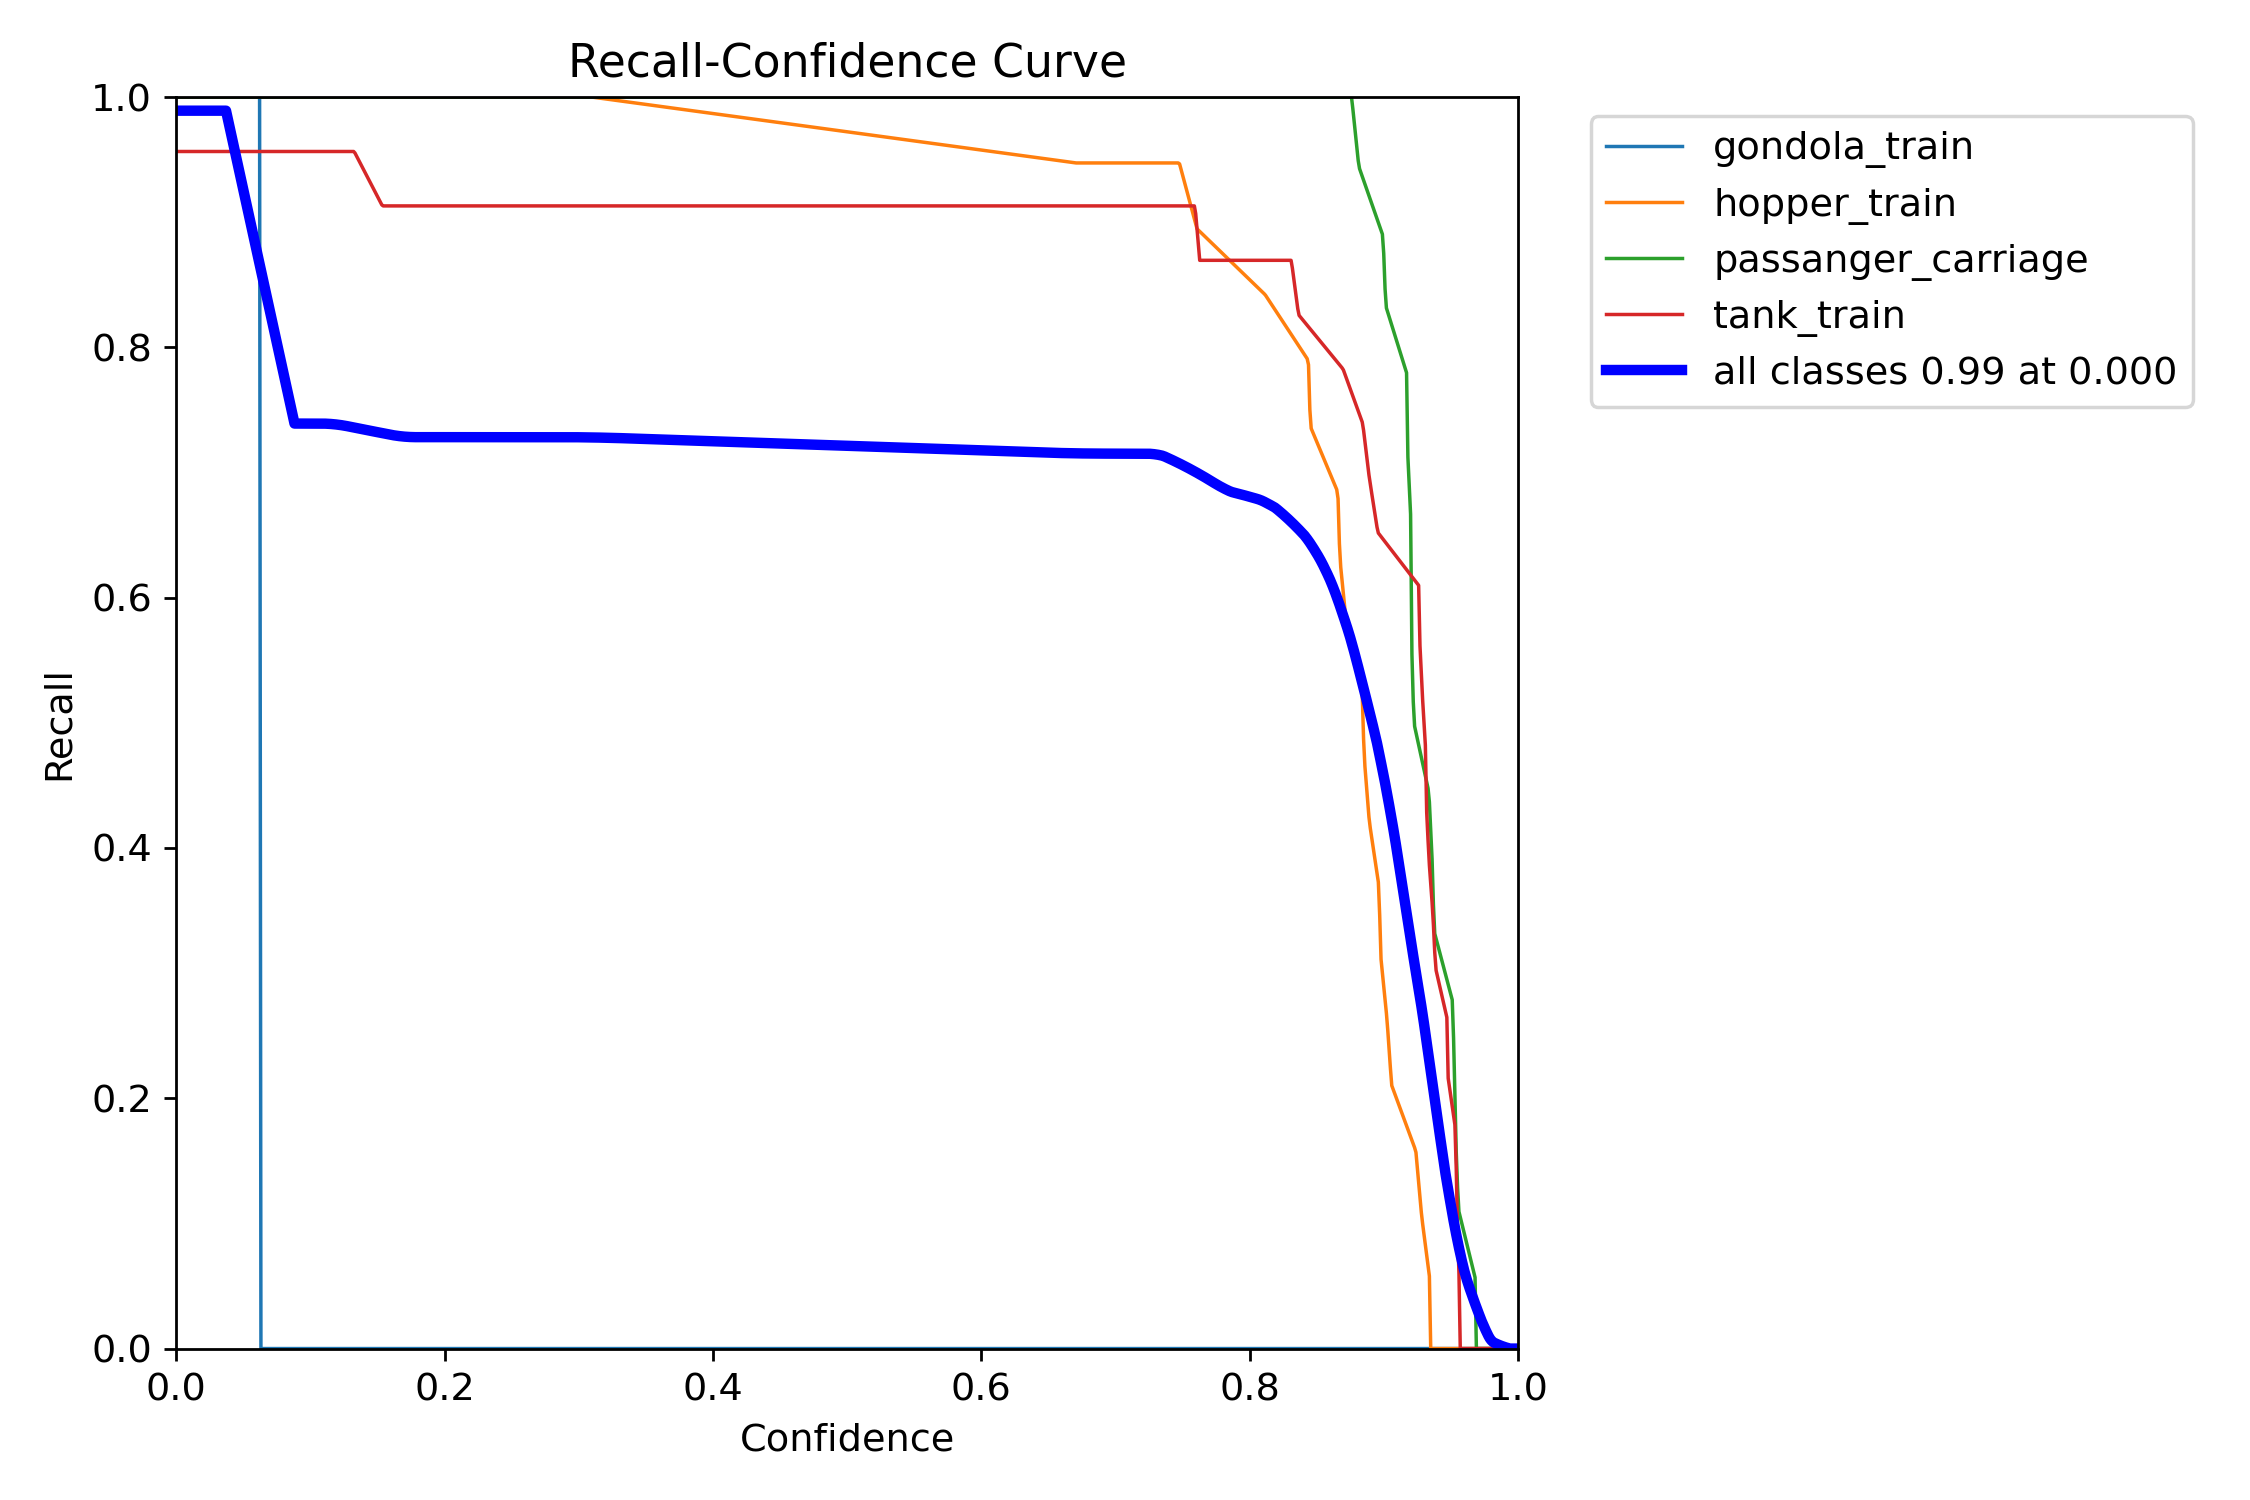 Recall-Confidence Curve
1.0
0.8
0.6
0.4
0.2
0.0
Recall
0.0 0.2 0.4 0.6 0.8 1.0
Confidence
gondola_train
hopper_train
passanger_carriage
tank_train
all classes 0.99 at 0.000